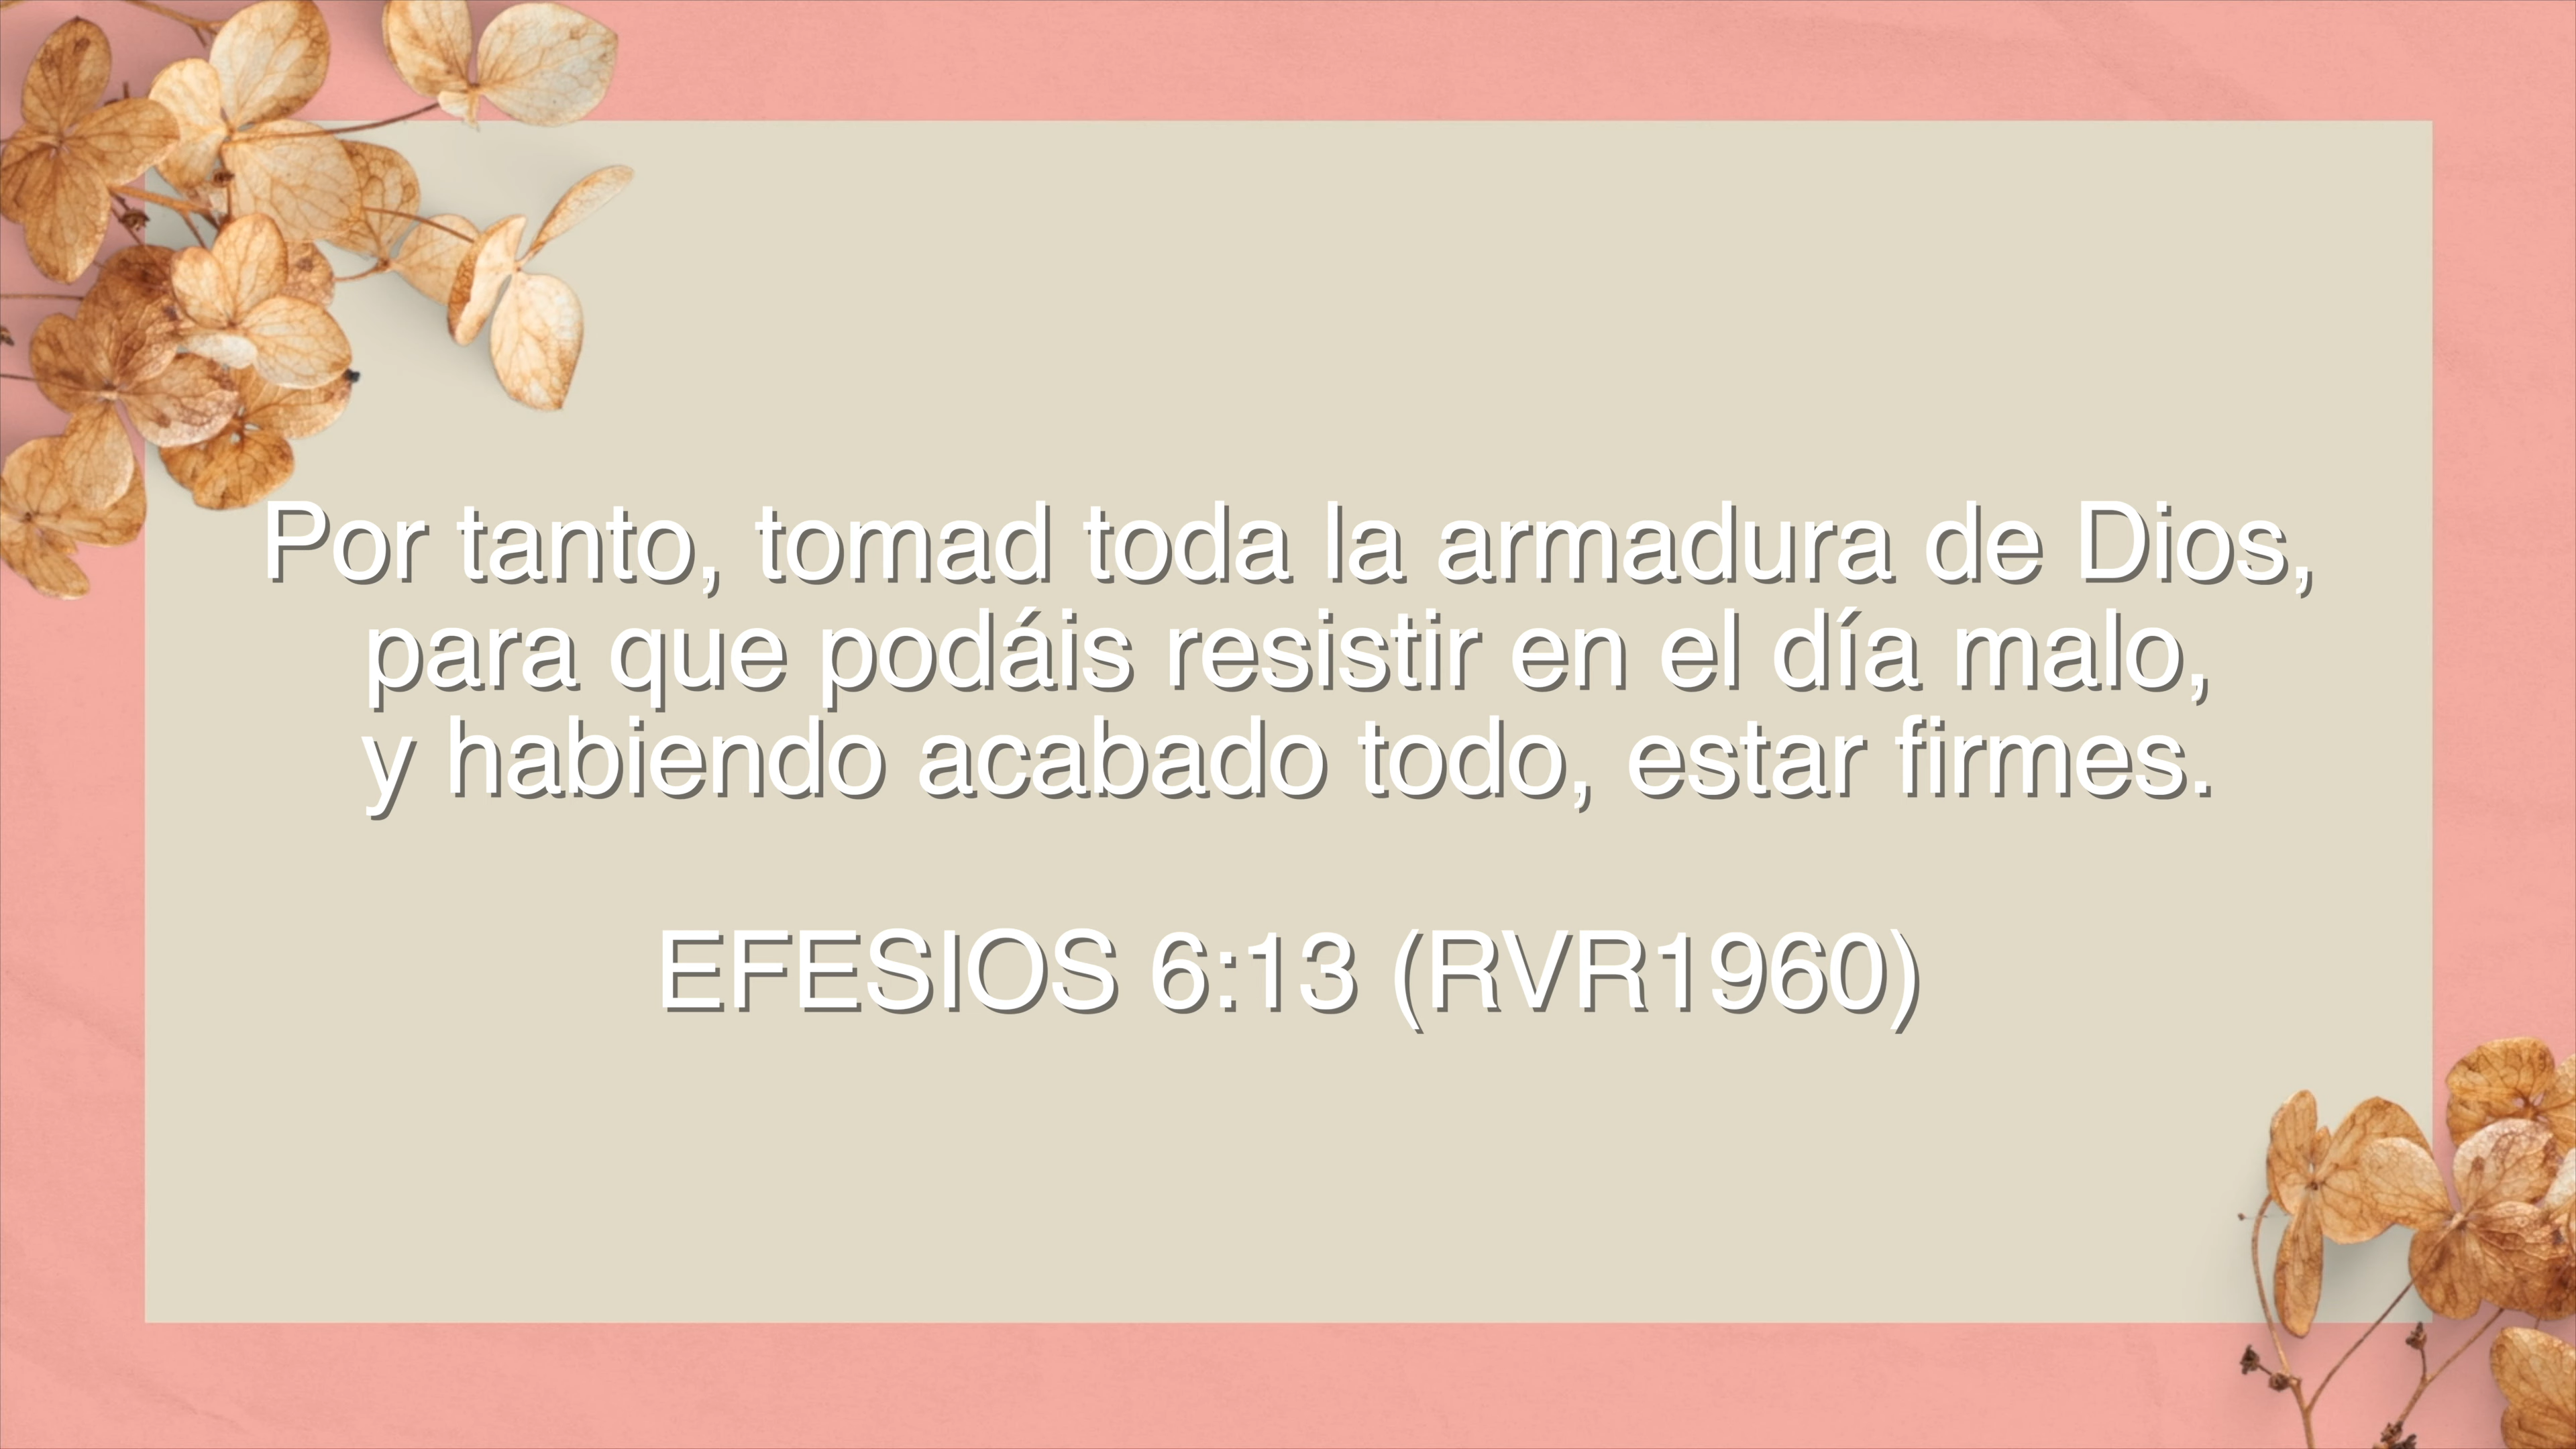 Por tanto, tomad toda la armadura de Dios,
para que podáis resistir en el día malo,
y habiendo acabado todo, estar firmes.
EFESIOS 6:13 (RVR1960)